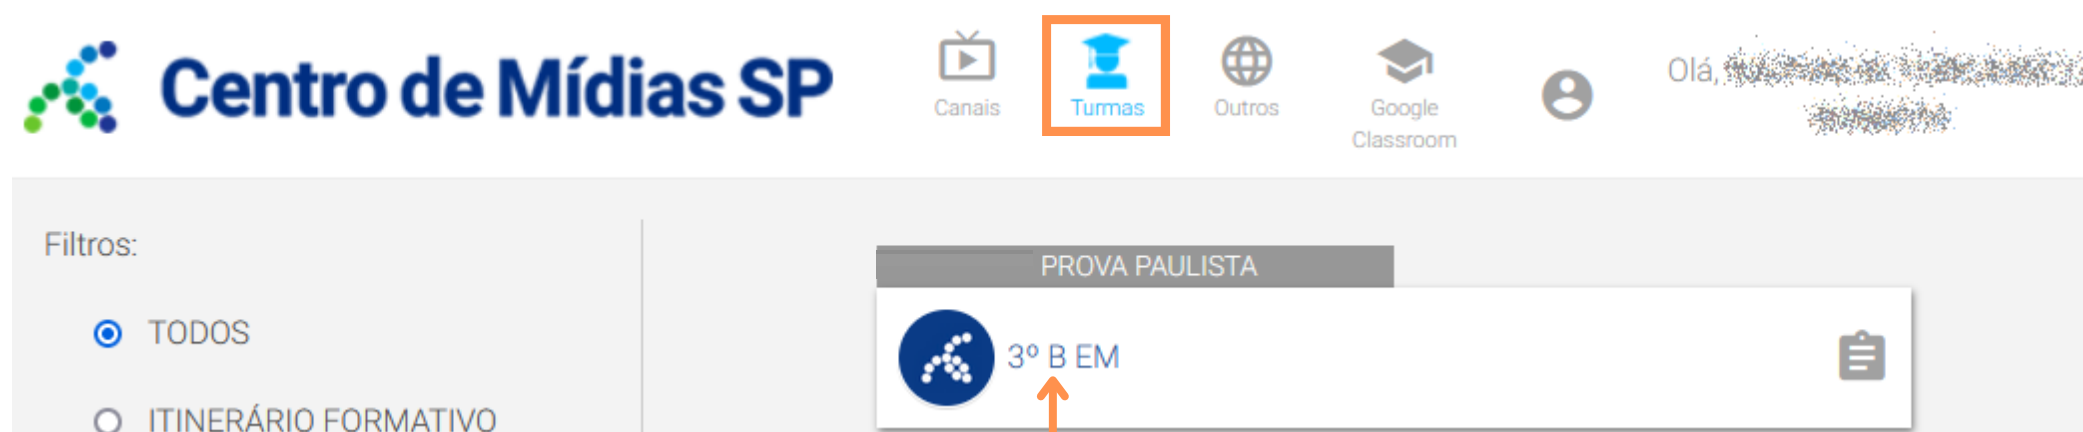 Centro de Mídias SP
Canais
Turmas
Outros
Google
Classroom
Olá,
Filtros:
TODOS
ITINERÁRIO FORMATIVO
PROVA PAULISTA
3º B EM